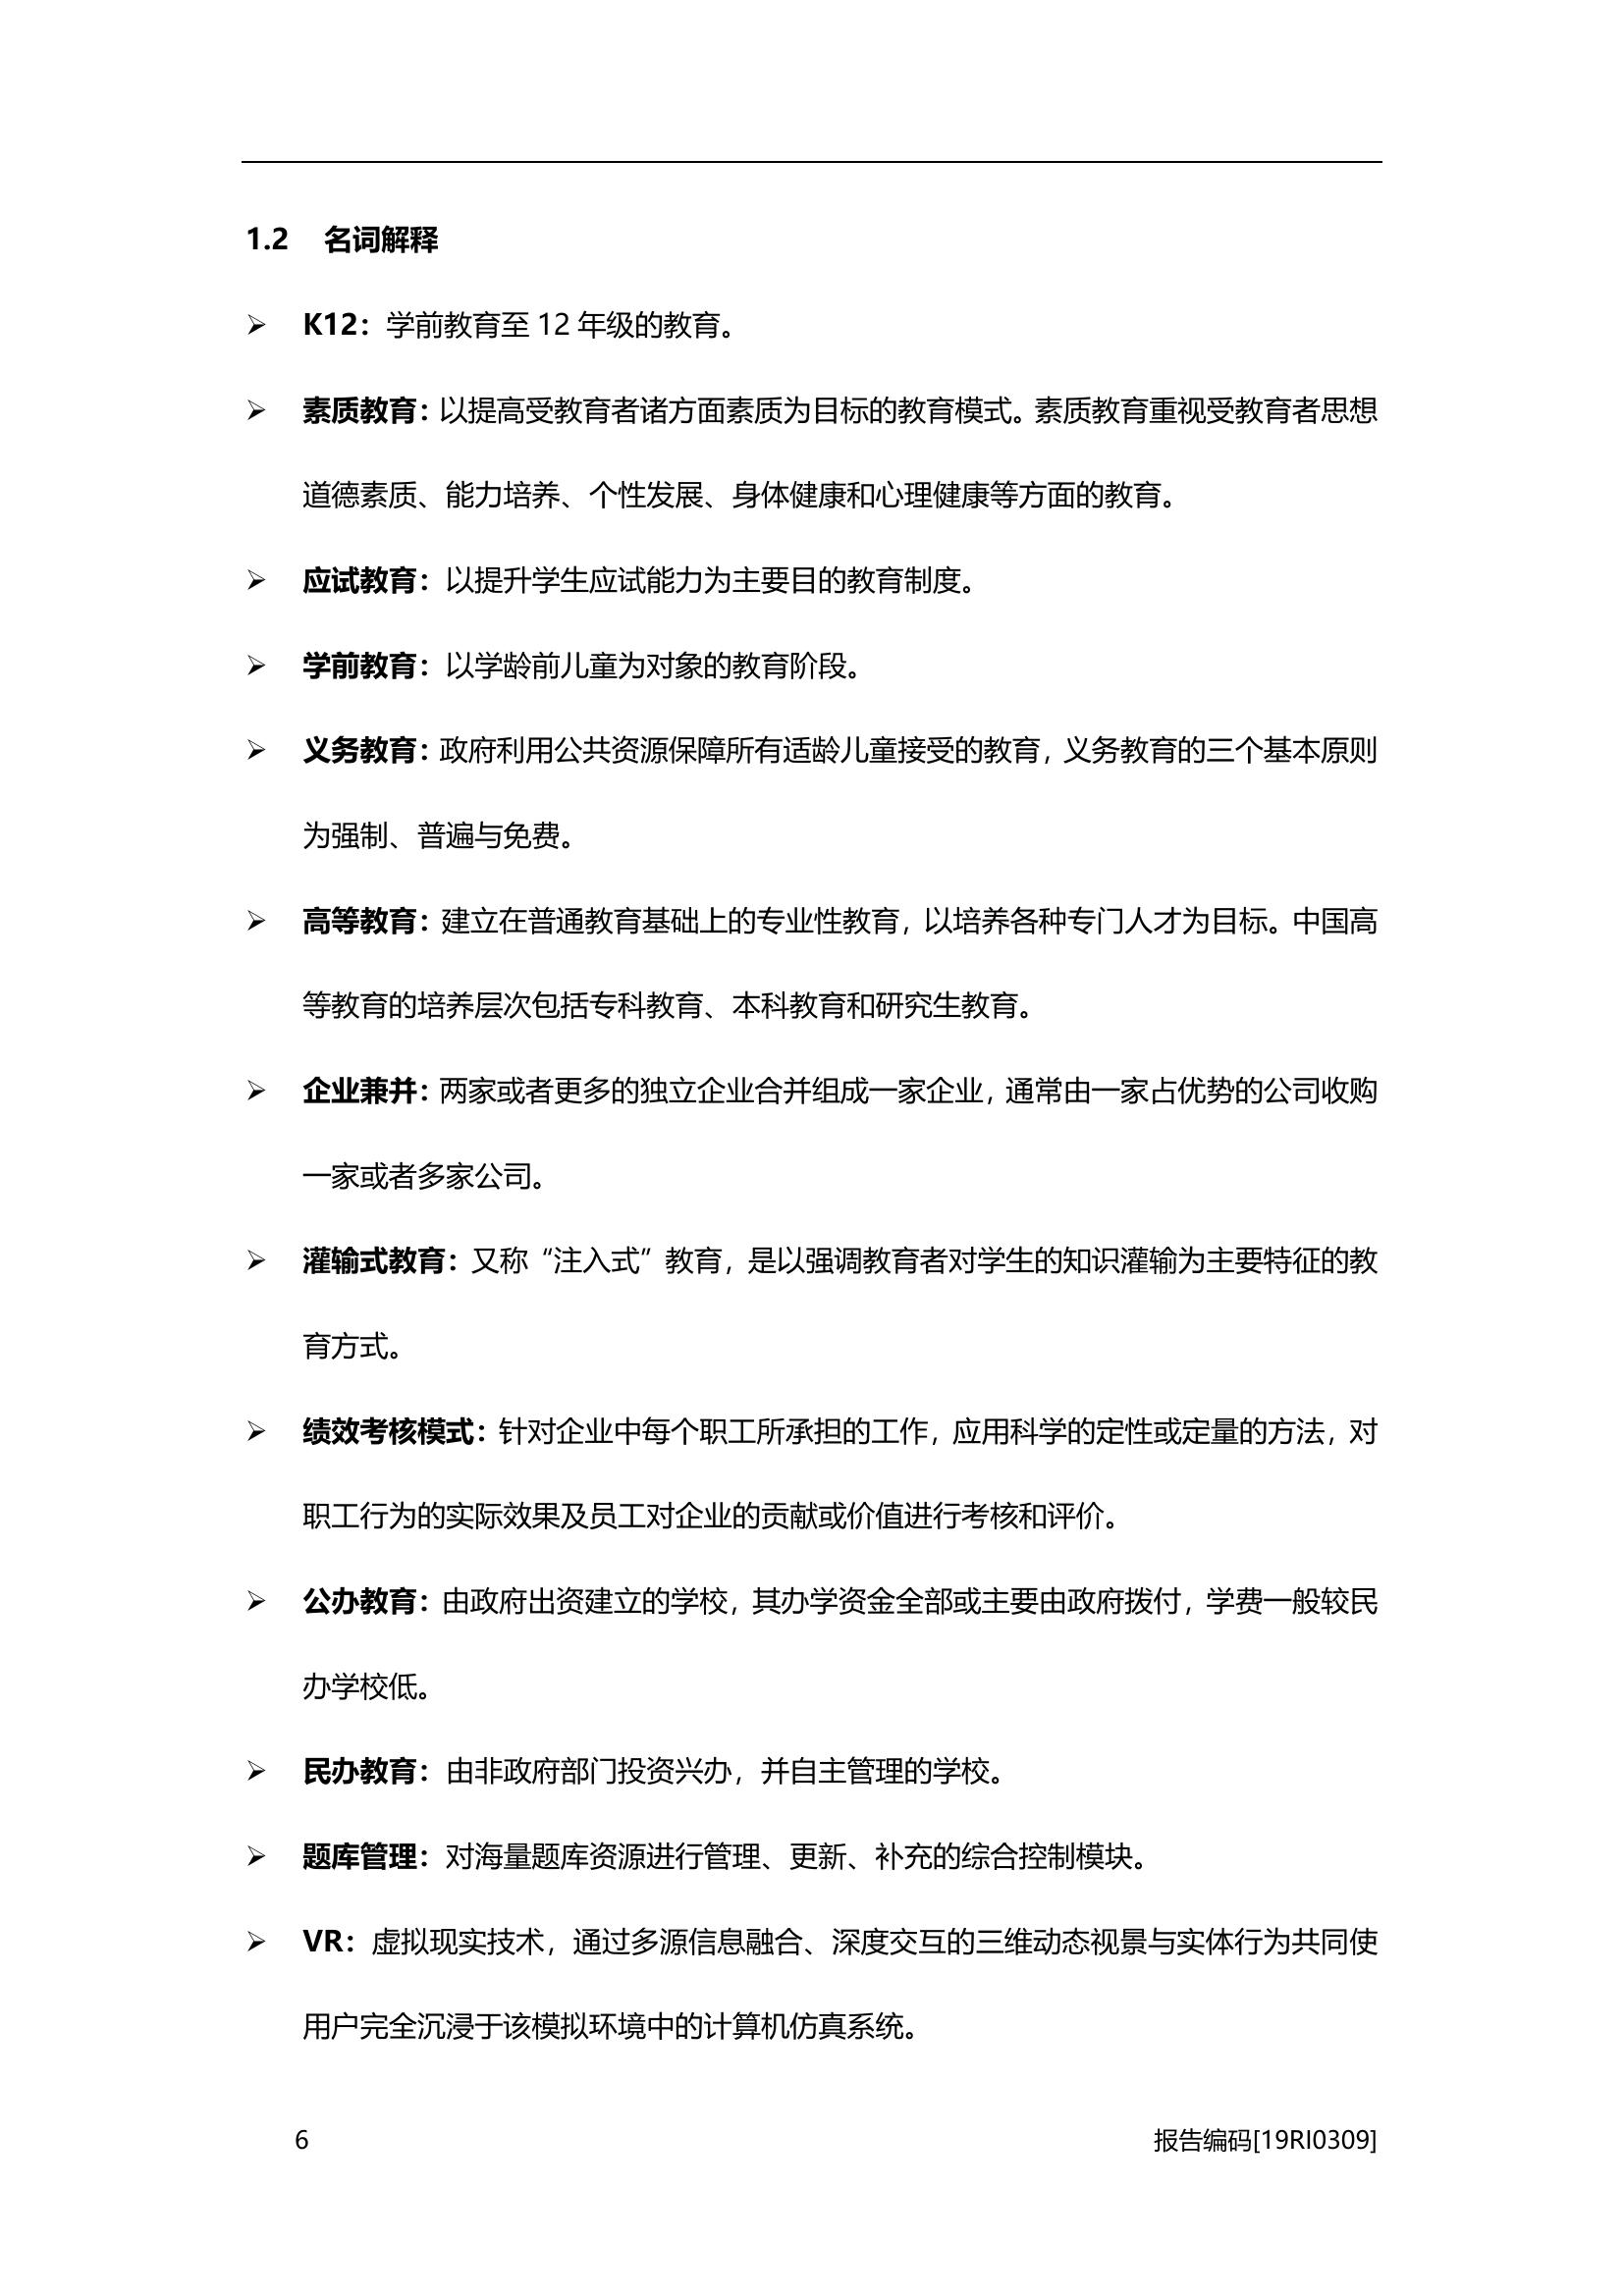 1.2 名词解释
➢ K12：学前教育至 12 年级的教育。
➢ 素质教育：以提高受教育者诸方面素质为目标的教育模式。素质教育重视受教育者思想
道德素质、能力培养、个性发展、身体健康和心理健康等方面的教育。
➢ 应试教育：以提升学生应试能力为主要目的教育制度。
➢ 学前教育：以学龄前儿童为对象的教育阶段。
➢ 义务教育：政府利用公共资源保障所有适龄儿童接受的教育，义务教育的三个基本原则
为强制、普遍与免费。
➢ 高等教育：建立在普通教育基础上的专业性教育，以培养各种专门人才为目标。中国高
等教育的培养层次包括专科教育、本科教育和研究生教育。
➢ 企业兼并：两家或者更多的独立企业合并组成一家企业，通常由一家占优势的公司收购
一家或者多家公司。
➢ 灌输式教育：又称“注入式”教育，是以强调教育者对学生的知识灌输为主要特征的教
育方式。
➢ 绩效考核模式：针对企业中每个职工所承担的工作，应用科学的定性或定量的方法，对
职工行为的实际效果及员工对企业的贡献或价值进行考核和评价。
➢ 公办教育：由政府出资建立的学校，其办学资金全部或主要由政府拨付，学费一般较民
办学校低。
➢ 民办教育：由非政府部门投资兴办，并自主管理的学校。
➢ 题库管理：对海量题库资源进行管理、更新、补充的综合控制模块。
➢ VR：虚拟现实技术，通过多源信息融合、深度交互的三维动态视景与实体行为共同使
用户完全沉浸于该模拟环境中的计算机仿真系统。
6 报告编码[19RI0309]